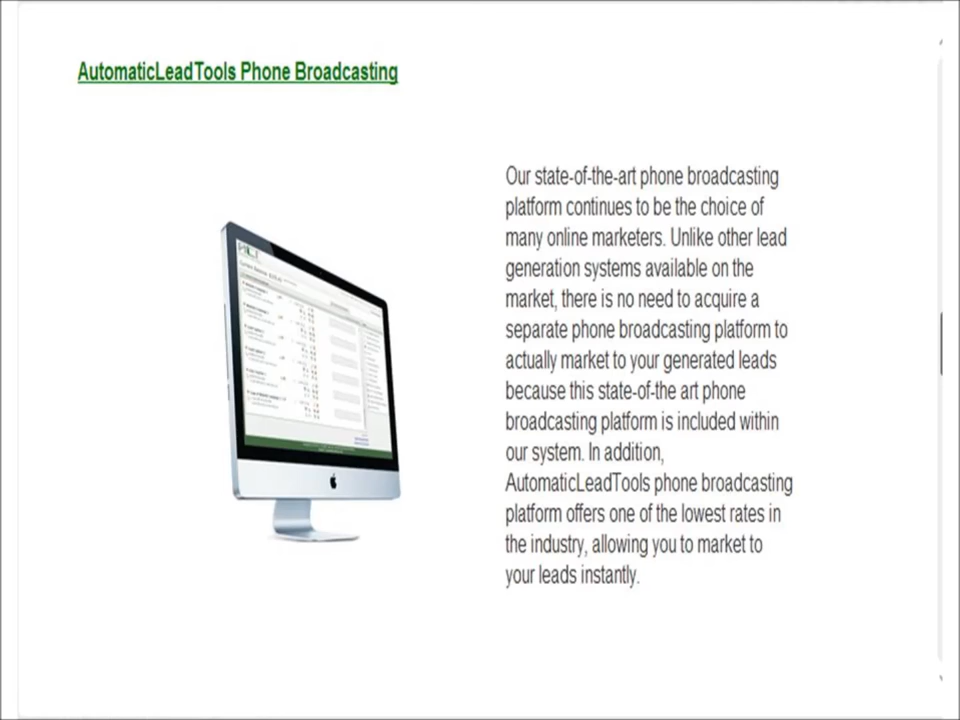 AutomaticLeadTools Phone Broadcasting
Our state-of-the-art phone broadcasting
platform continues to be the choice of
many online marketers. Unlike other lead
generation systems available on the
market, there is no need to acquire a
separate phone broadcasting platform to
actually market to your generated leads
because this state-of-the art phone
broadcasting platform is included within
our system. In addition,
AutomaticLeadTools phone broadcasting
platform offers one of the lowest rates in
the industry, allowing you to market to
your leads instantly.